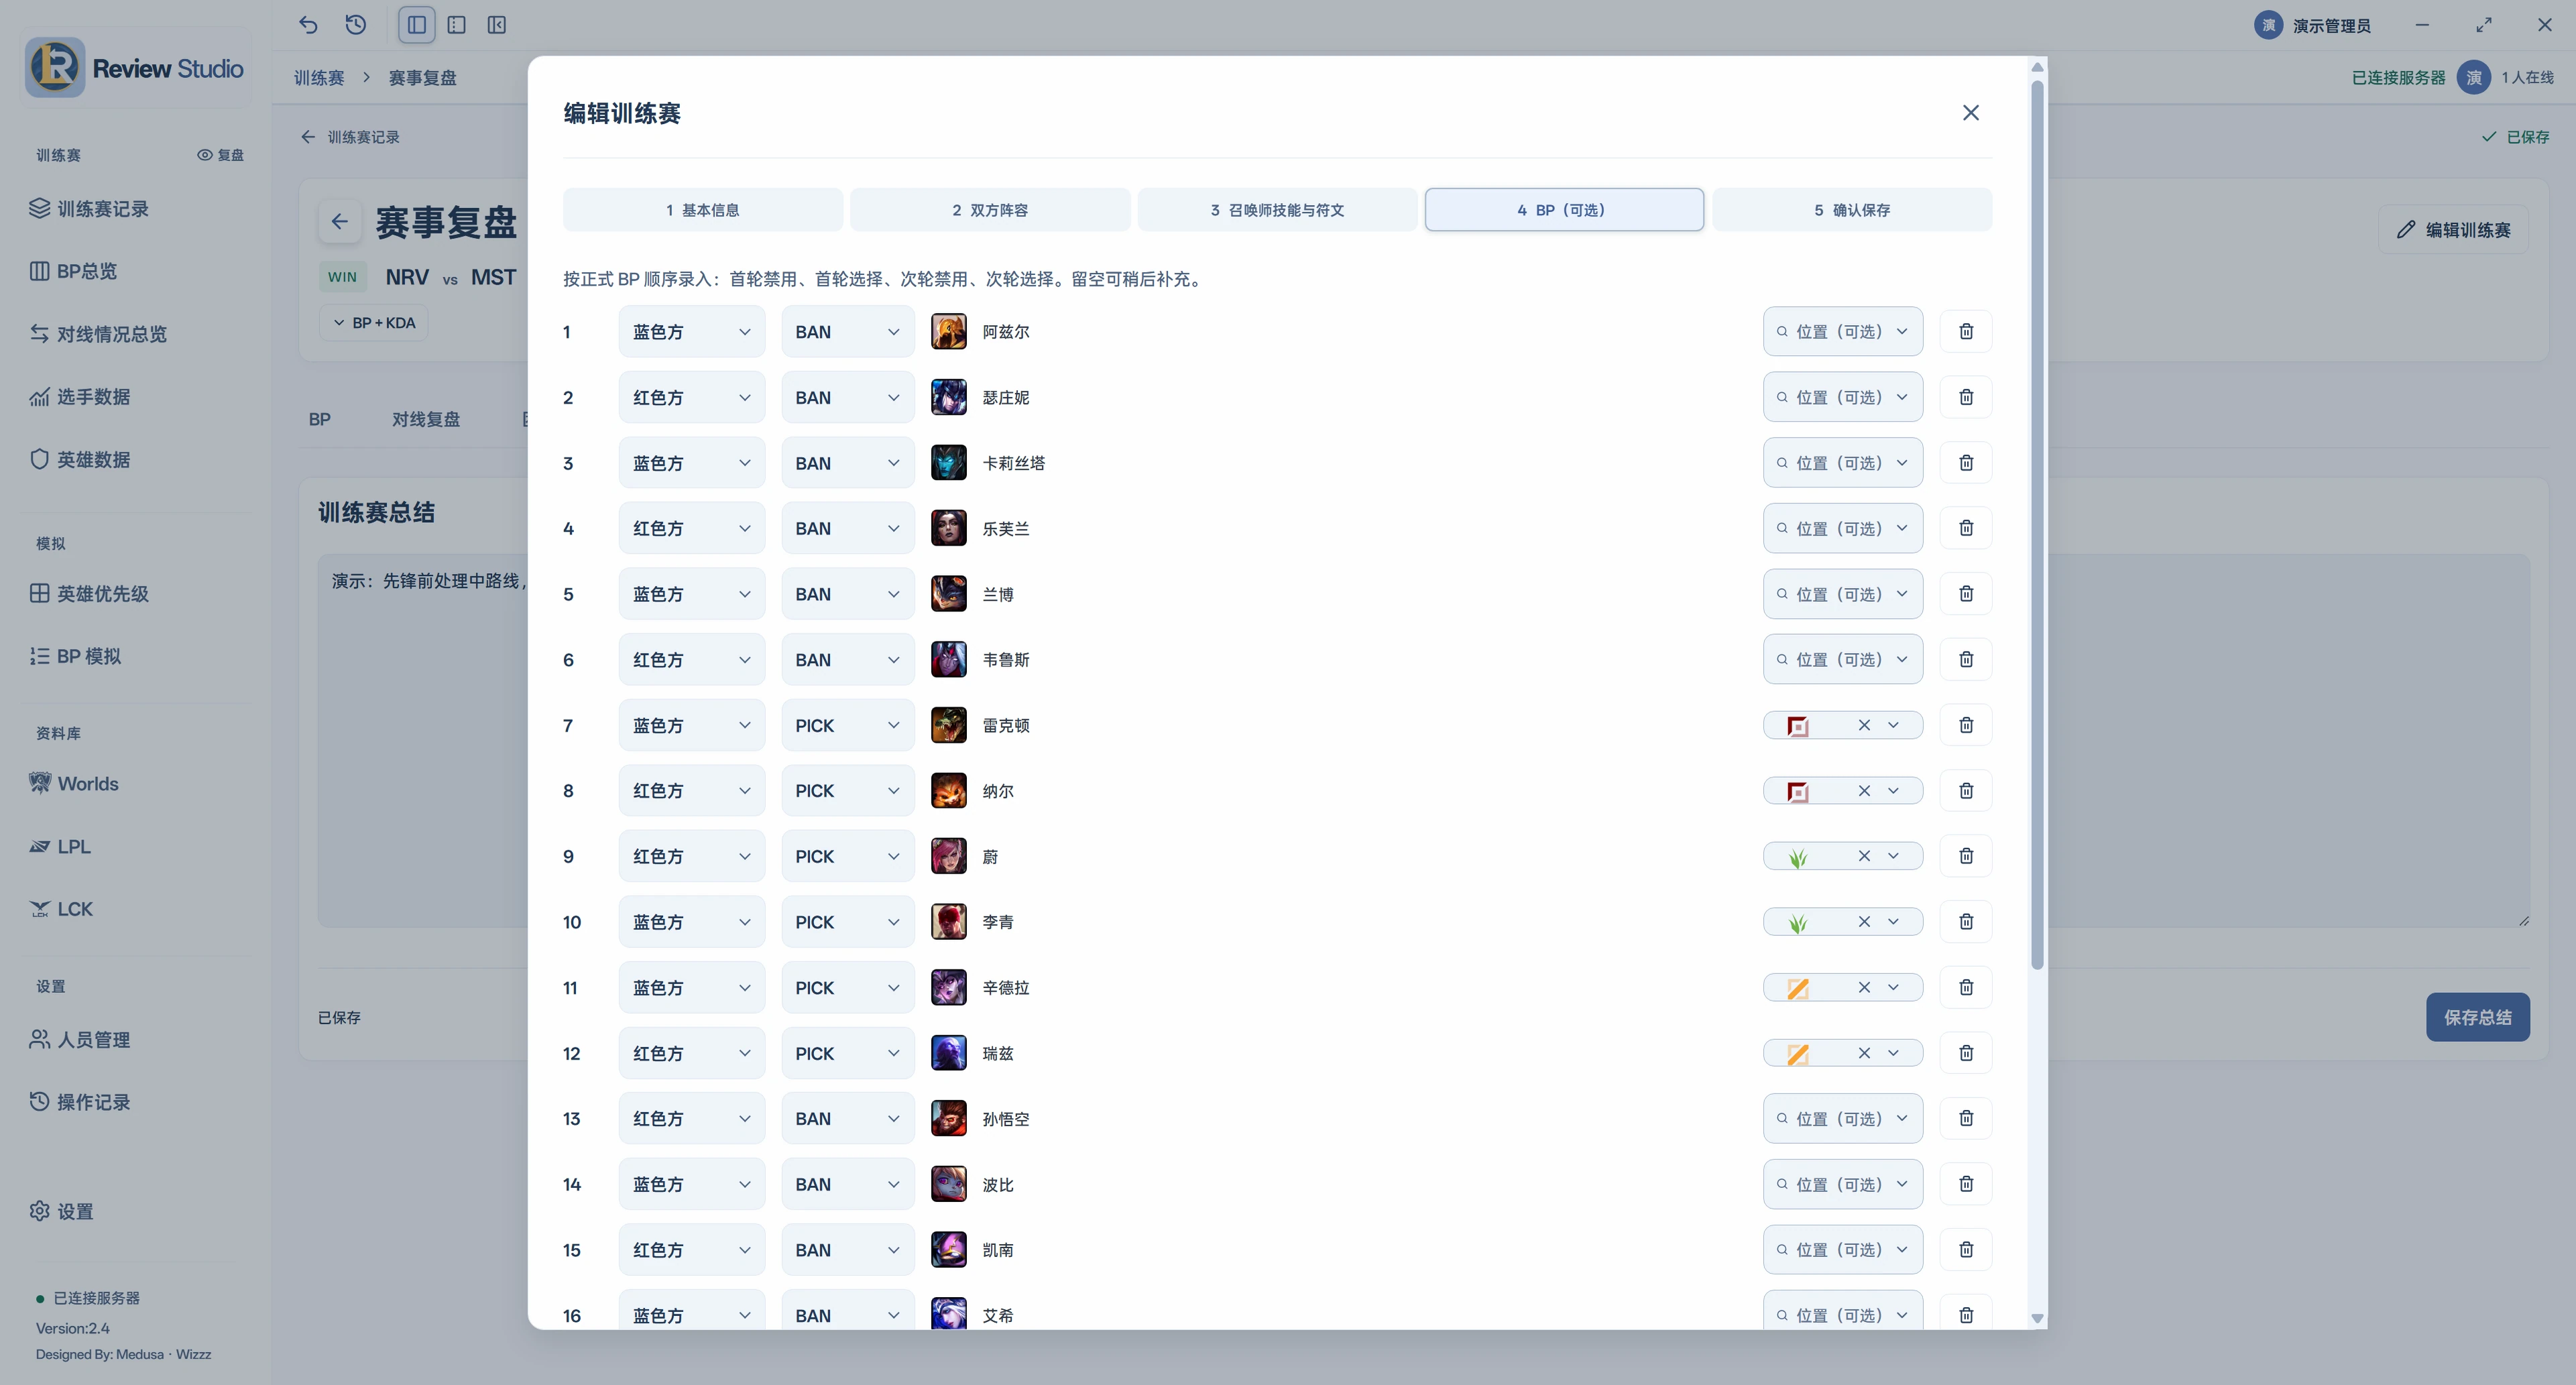 Review Studio
训练赛
复盘
训练赛记录
BP总览
对线情况总览
选手数据
英雄数据
模拟
英雄优先级
BP 模拟
资料库
Worlds
LPL
LCK
设置
人员管理
操作记录
设置
已连接服务器
Version:2.4
Designed By: Medusa · Wizzz
演 演示管理员
训练赛 > 赛事复盘
已连接服务器 演 1人在线
训练赛记录
已保存
赛事复盘
WIN NRV vs MST
BP + KDA
编辑训练赛
BP 对线复盘
训练赛总结
演示：先锋前处理中路线，
已保存
保存总结
编辑训练赛
1 基本信息
2 双方阵容
3 召唤师技能与符文
4 BP（可选）
5 确认保存
按正式 BP 顺序录入：首轮禁用、首轮选择、次轮禁用、次轮选择。留空可稍后补充。
1 蓝色方 BAN 阿兹尔 位置（可选）
2 红色方 BAN 瑟庄妮 位置（可选）
3 蓝色方 BAN 卡莉丝塔 位置（可选）
4 红色方 BAN 乐芙兰 位置（可选）
5 蓝色方 BAN 兰博 位置（可选）
6 红色方 BAN 韦鲁斯 位置（可选）
7 蓝色方 PICK 雷克顿
8 红色方 PICK 纳尔
9 红色方 PICK 蔚
10 蓝色方 PICK 李青
11 蓝色方 PICK 辛德拉
12 红色方 PICK 瑞兹
13 红色方 BAN 孙悟空 位置（可选）
14 蓝色方 BAN 波比 位置（可选）
15 红色方 BAN 凯南 位置（可选）
16 蓝色方 BAN 艾希 位置（可选）